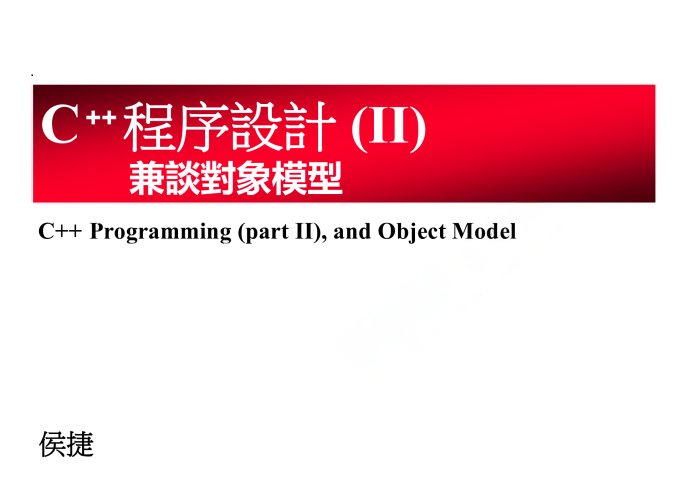 C++程序設計 (II)
兼談對象模型
C++ Programming (part II), and Object Model
侯捷